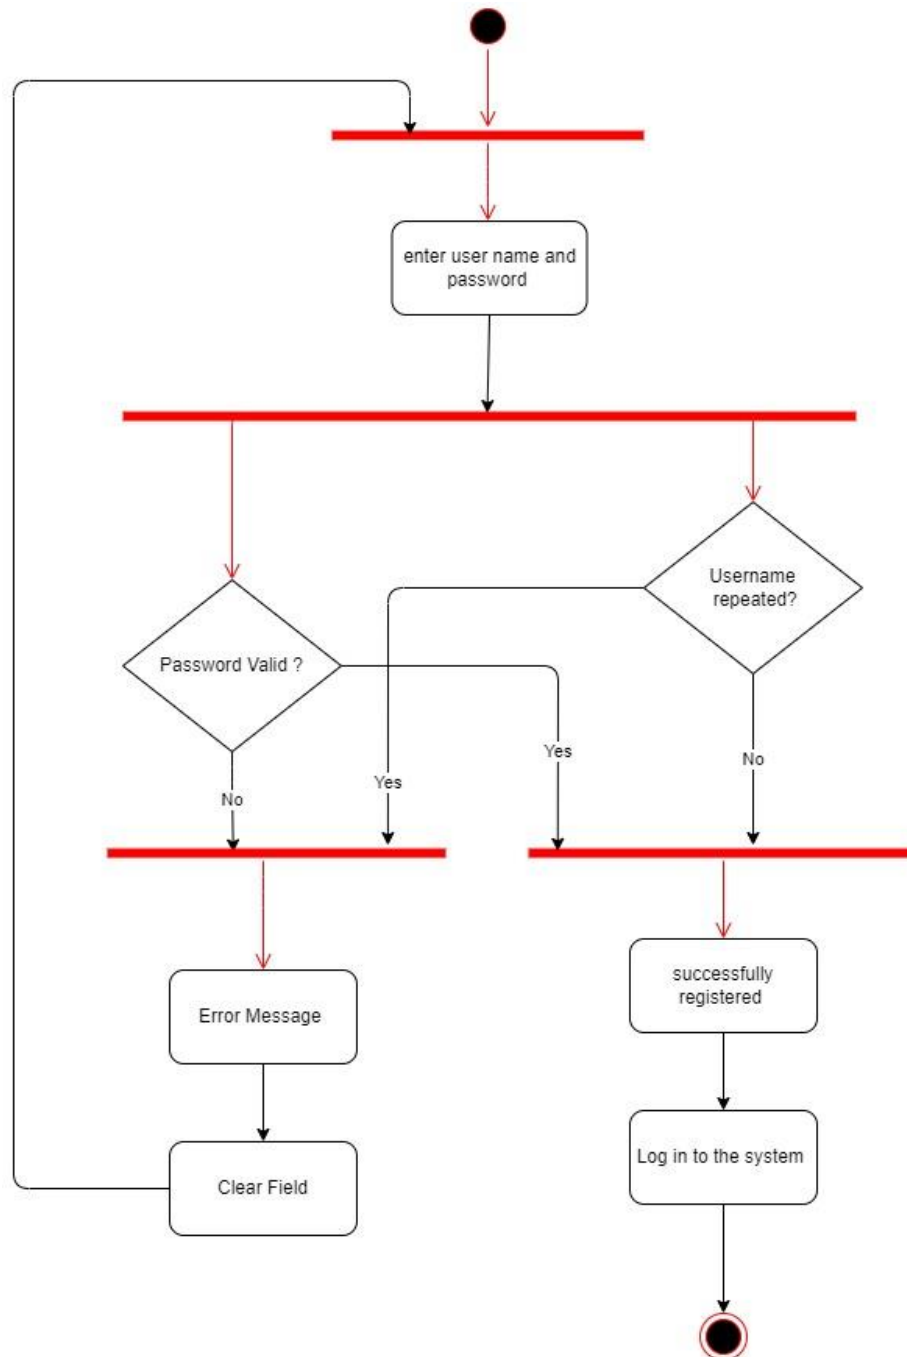 enter user name and
password
Username
repeated?
Password Valid ?
Yes
No
Yes
No
successfully
registered
Error Message
Log in to the system
Clear Field